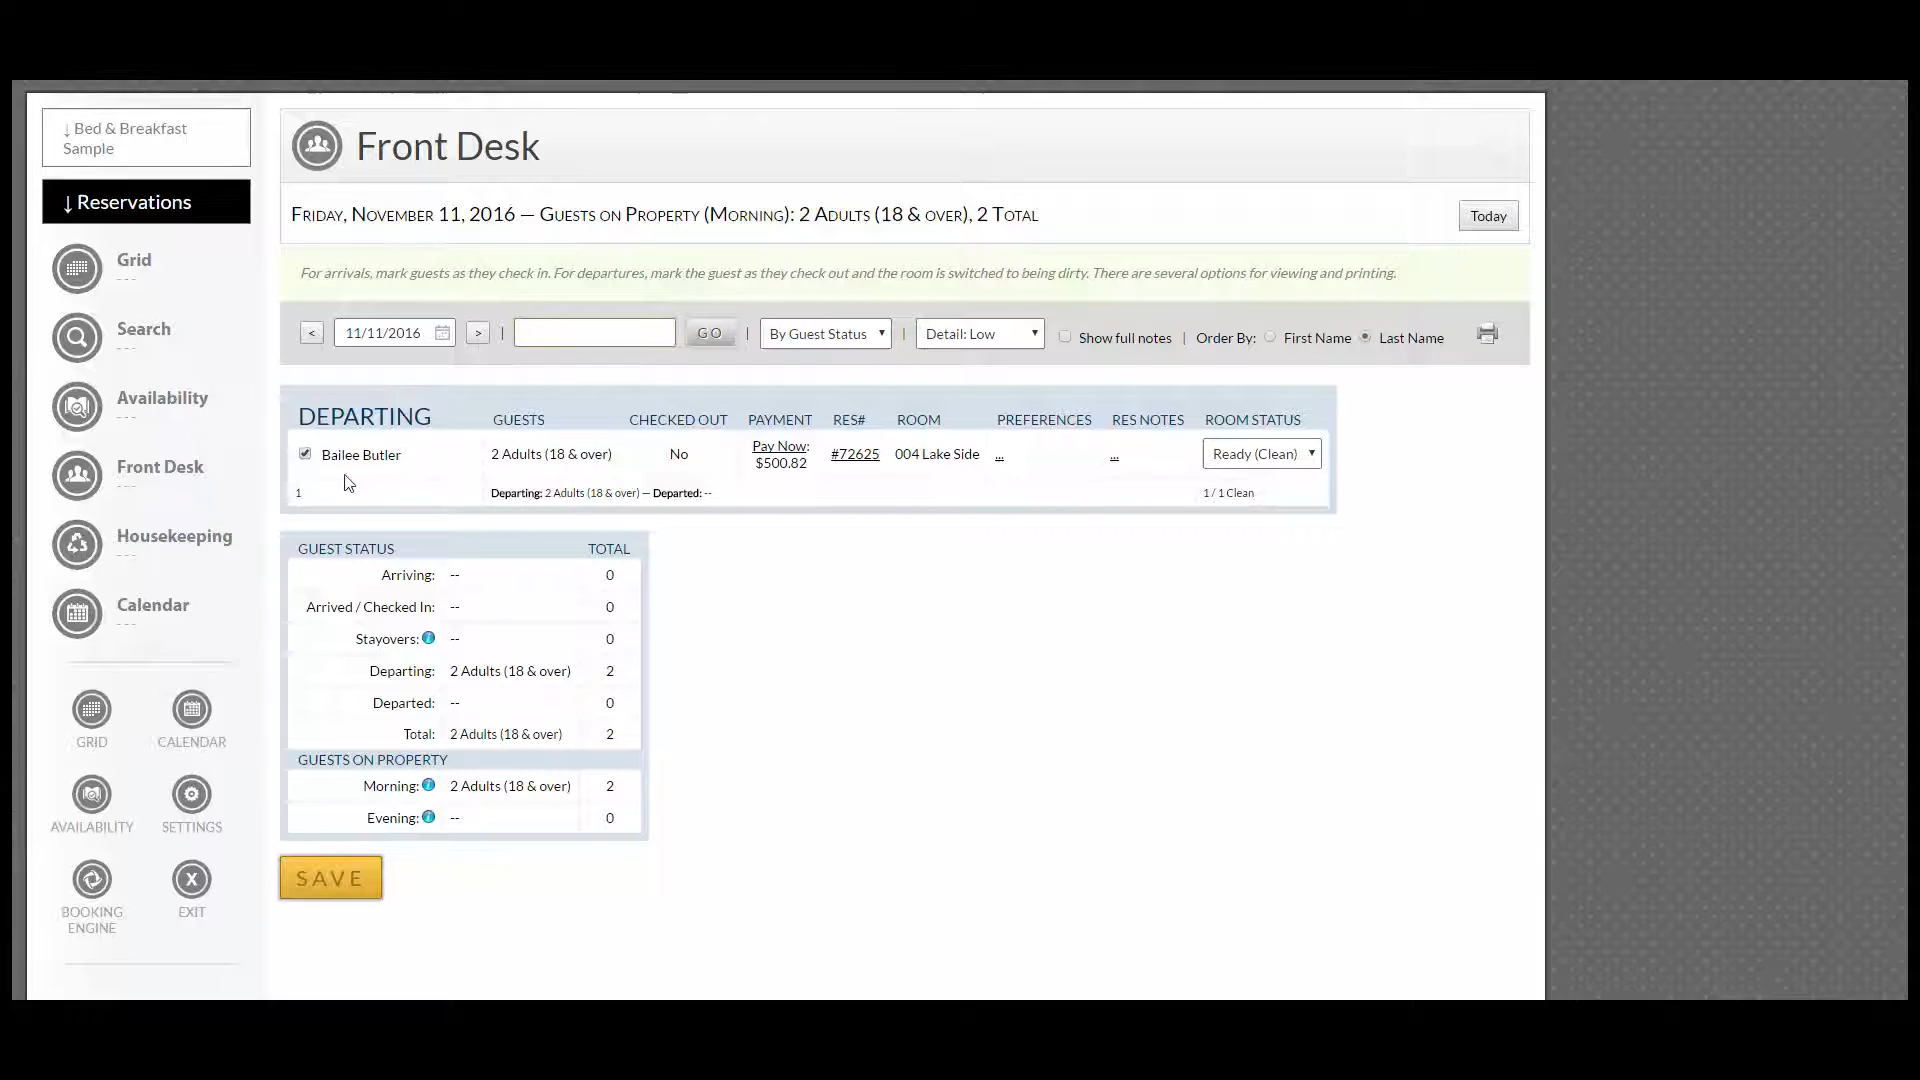 ↓ Bed & Breakfast
Sample
↓ Reservations
Grid
---
Search
---
Availability
---
Front Desk
---
Housekeeping
---
Calendar
---
GRID
CALENDAR
AVAILABILITY
SETTINGS
BOOKING
ENGINE
X
EXIT
Front Desk
Friday, November 11, 2016 — Guests on Property (Morning): 2 Adults (18 & over), 2 Total
Today
For arrivals, mark guests as they check in. For departures, mark the guest as they check out and the room is switched to being dirty. There are several options for viewing and printing.
< 11/11/2016 > | GO | By Guest Status | Detail: Low Show full notes | Order By: First Name Last Name
DEPARTING GUESTS CHECKED OUT PAYMENT RES# ROOM PREFERENCES RES NOTES ROOM STATUS
Bailee Butler 2 Adults (18 & over) No Pay Now: $500.82 #72625 004 Lake Side ... ... Ready (Clean)
1 Departing: 2 Adults (18 & over) — Departed: -- 1 / 1 Clean
GUEST STATUS TOTAL
Arriving: -- 0
Arrived / Checked In: -- 0
Stayovers: -- 0
Departing: 2 Adults (18 & over) 2
Departed: -- 0
Total: 2 Adults (18 & over) 2
GUESTS ON PROPERTY
Morning: 2 Adults (18 & over) 2
Evening: -- 0
SAVE